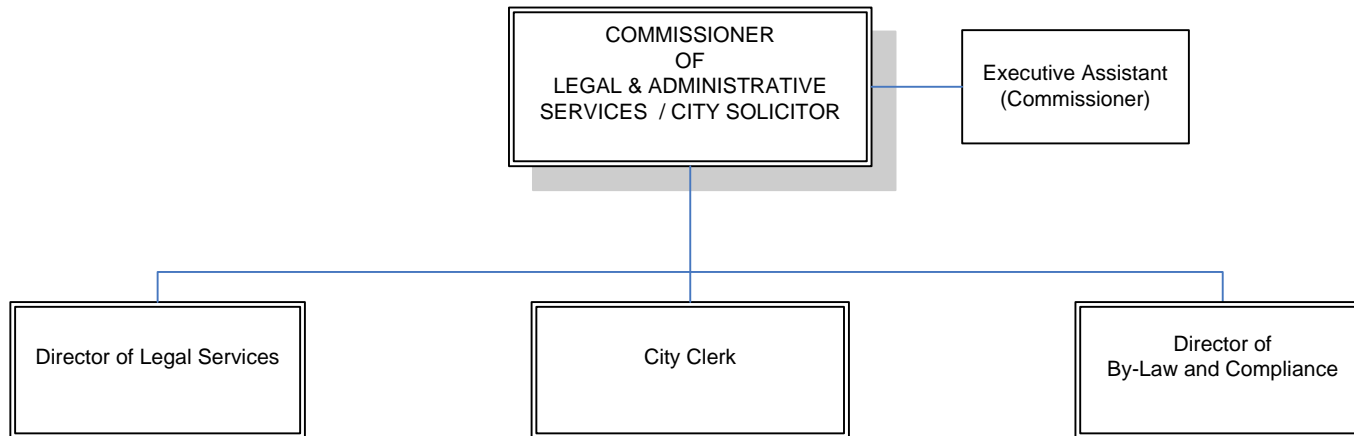 COMMISSIONER
OF
LEGAL & ADMINISTRATIVE
SERVICES / CITY SOLICITOR
Executive Assistant
(Commissioner)
Director of Legal Services
City Clerk
Director of
By-Law and Compliance